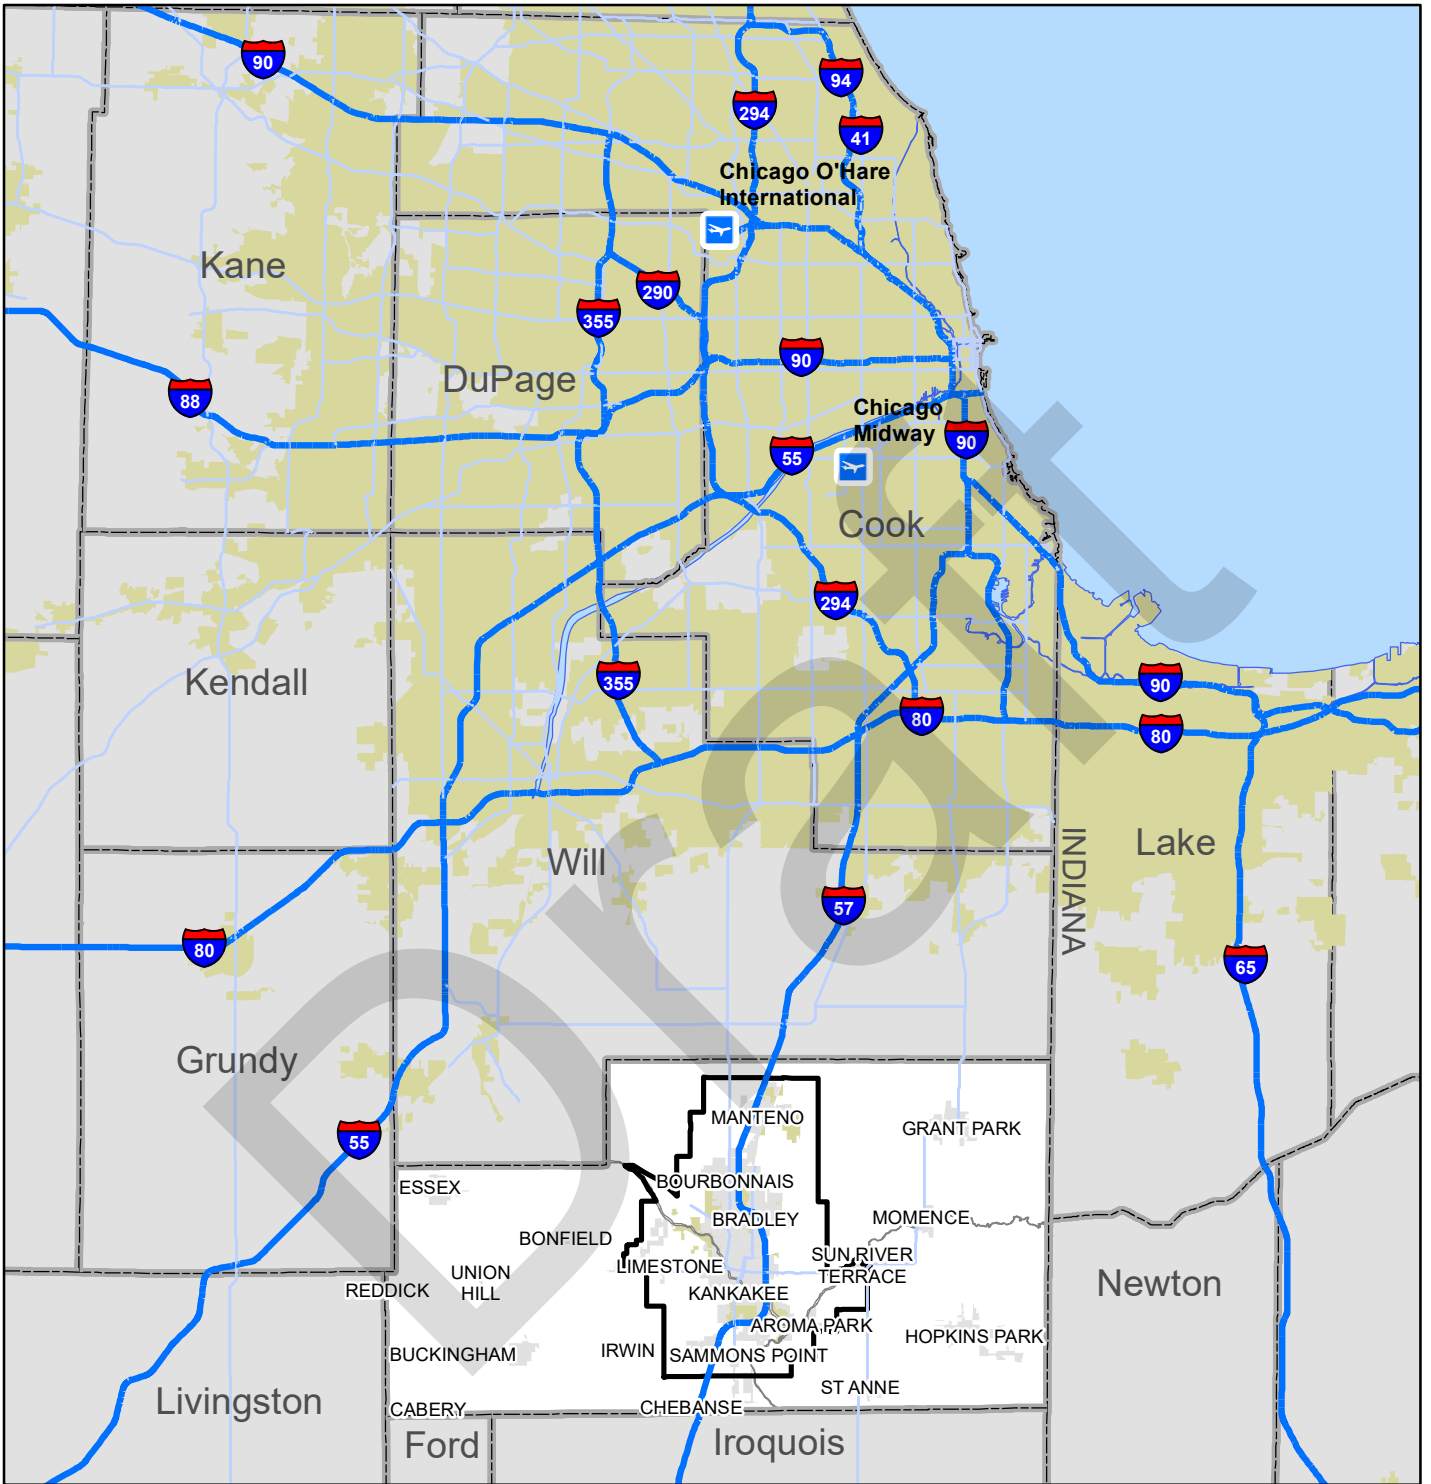 90
94
294
41
Chicago O'Hare
International
Kane
290
355
90
DuPage
88
Chicago
Midway
90
55
Cook
294
Kendall
355
90
80
80
INDIANA
Lake
Will
57
80
65
Grundy
55
MANTENO
GRANT PARK
ESSEX
BOURBONNAIS
BRADLEY
MOMENCE
BONFIELD
SUN RIVER
TERRACE
LIMESTONE
UNION
HILL
REDDICK
KANKAKEE
Newton
AROMA PARK
HOPKINS PARK
BUCKINGHAM
IRWIN
SAMMONS POINT
ST ANNE
Livingston
CABERY
CHEBANSE
Ford
Iroquois
Draft